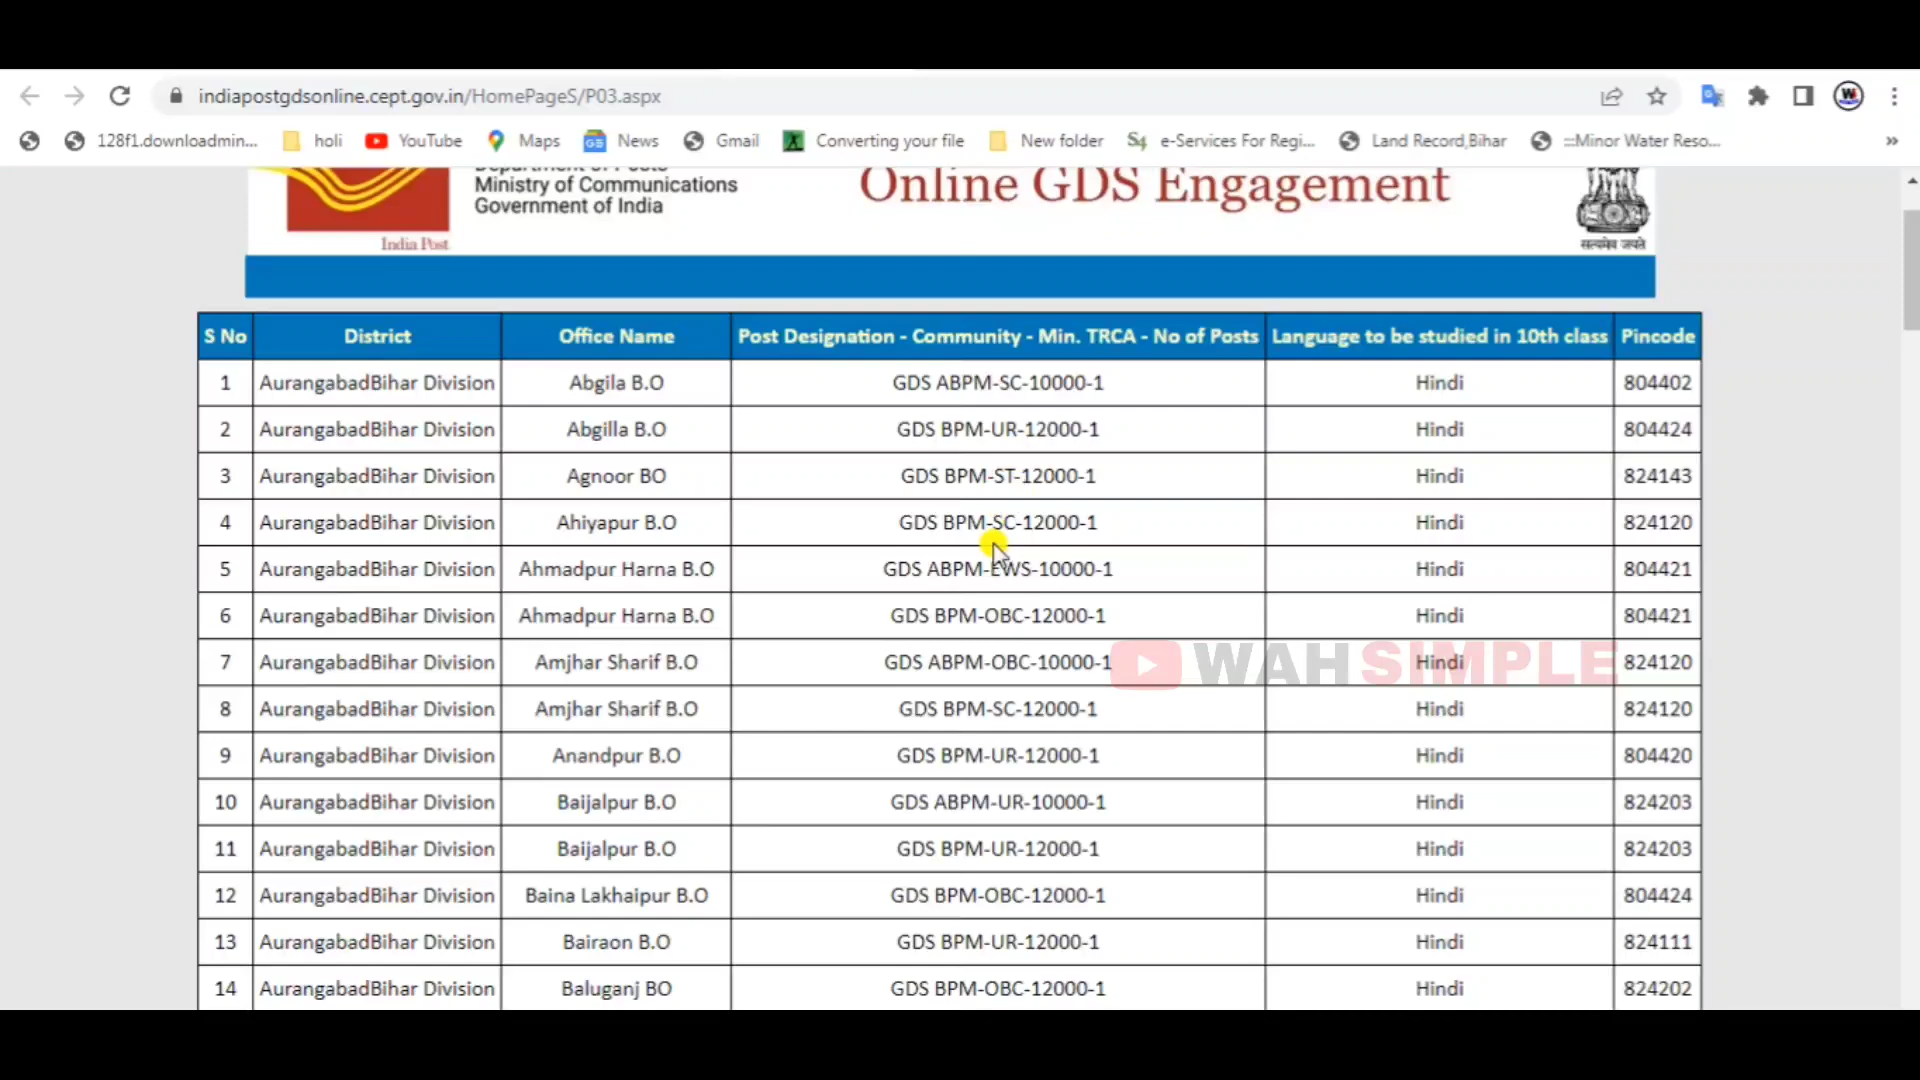 indiapostgdsonline.cept.gov.in/HomePageS/P03.aspx
128f1.downloadmin... holi YouTube Maps News Gmail Converting your file New folder e-Services For Regi... Land Record,Bihar :::Minor Water Reso... »
Department of Posts
Ministry of Communications
Government of India
India Post
Online GDS Engagement
सत्यमेव जयते
S No District Office Name Post Designation - Community - Min. TRCA - No of Posts Language to be studied in 10th class Pincode
1 AurangabadBihar Division Abgila B.O GDS ABPM-SC-10000-1 Hindi 804402
2 AurangabadBihar Division Abgilla B.O GDS BPM-UR-12000-1 Hindi 804424
3 AurangabadBihar Division Agnoor BO GDS BPM-ST-12000-1 Hindi 824143
4 AurangabadBihar Division Ahiyapur B.O GDS BPM-SC-12000-1 Hindi 824120
5 AurangabadBihar Division Ahmadpur Harna B.O GDS ABPM-EWS-10000-1 Hindi 804421
6 AurangabadBihar Division Ahmadpur Harna B.O GDS BPM-OBC-12000-1 Hindi 804421
7 AurangabadBihar Division Amjhar Sharif B.O GDS ABPM-OBC-10000-1 Hindi 824120
WAHSIMPLE
8 AurangabadBihar Division Amjhar Sharif B.O GDS BPM-SC-12000-1 Hindi 824120
9 AurangabadBihar Division Anandpur B.O GDS BPM-UR-12000-1 Hindi 804420
10 AurangabadBihar Division Baijalpur B.O GDS ABPM-UR-10000-1 Hindi 824203
11 AurangabadBihar Division Baijalpur B.O GDS BPM-UR-12000-1 Hindi 824203
12 AurangabadBihar Division Baina Lakhaipur B.O GDS BPM-OBC-12000-1 Hindi 804424
13 AurangabadBihar Division Bairaon B.O GDS BPM-UR-12000-1 Hindi 824111
14 AurangabadBihar Division Baluganj BO GDS BPM-OBC-12000-1 Hindi 824202